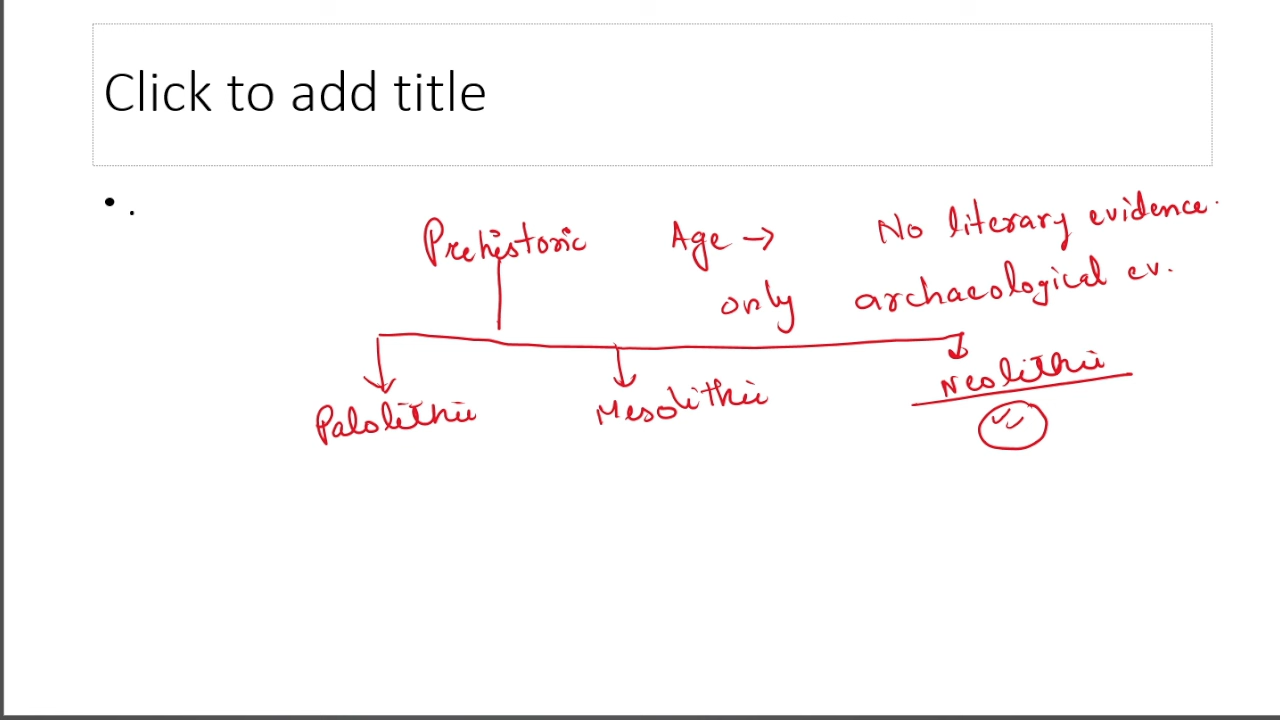 Click to add title
• .
Prehistoric Age → No literary evidence.
only archaeological ev.
Palolithic Mesolithic Neolithic